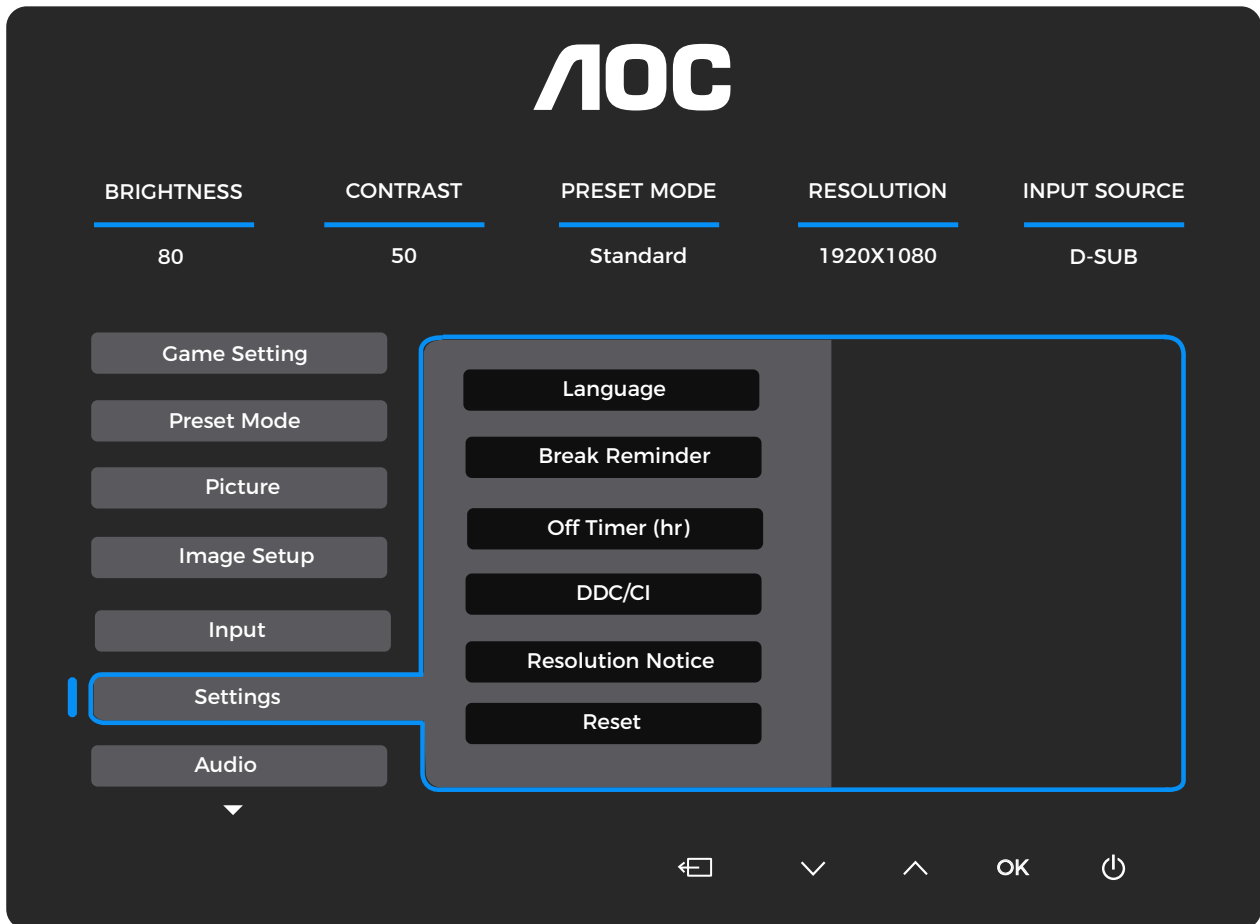 AOC
BRIGHTNESS CONTRAST PRESET MODE RESOLUTION INPUT SOURCE
80 50 Standard 1920X1080 D-SUB
Game Setting
Preset Mode
Picture
Image Setup
Input
Settings
Audio
Language
Break Reminder
Off Timer (hr)
DDC/CI
Resolution Notice
Reset
OK